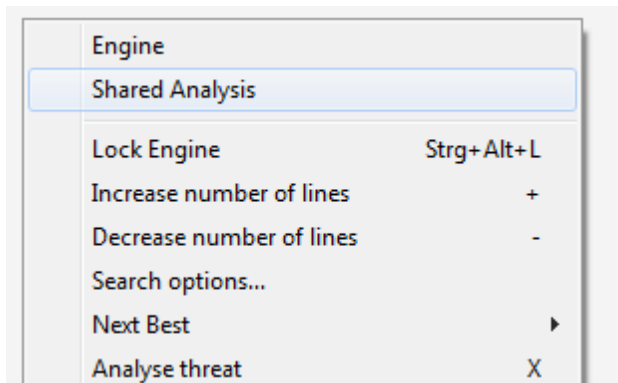 Engine
Shared Analysis
Lock Engine Strg+Alt+L
Increase number of lines +
Decrease number of lines -
Search options...
Next Best
Analyse threat X